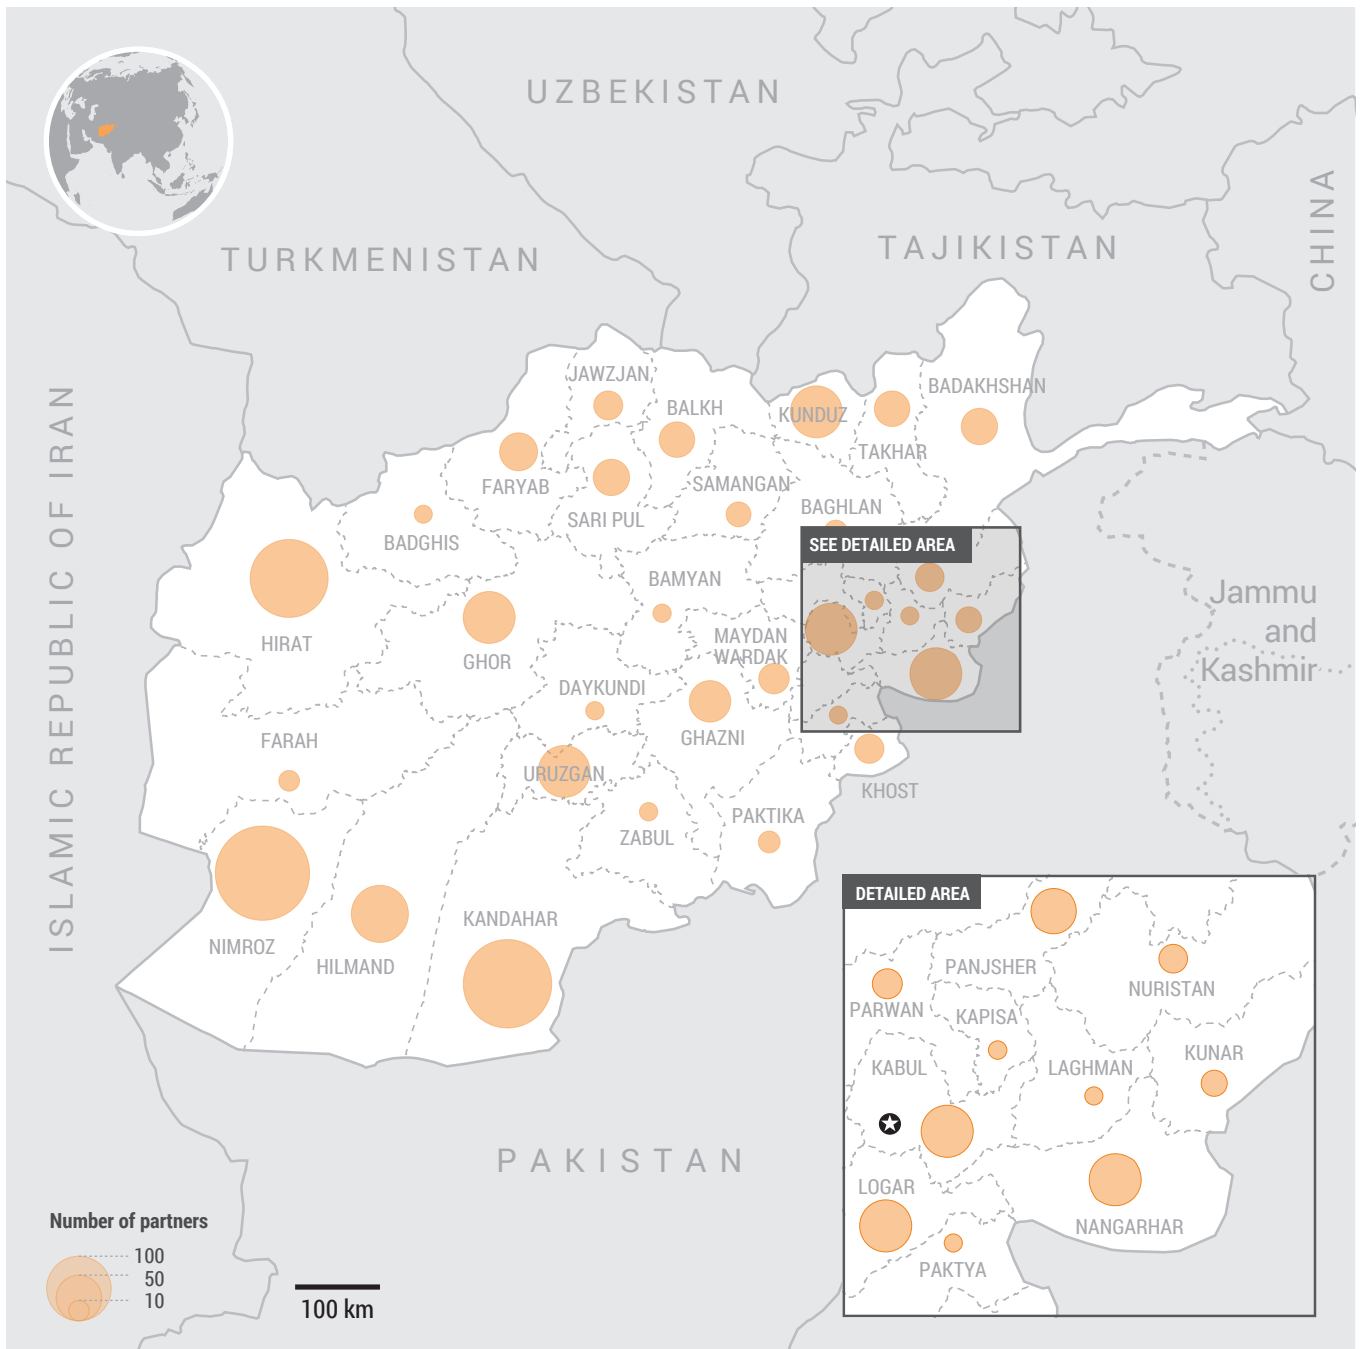 UZBEKISTAN
TURKMENISTAN
TAJIKISTAN
CHINA
ISLAMIC REPUBLIC OF IRAN
JAWZJAN
BALKH
KUNDUZ
BADAKHSHAN
TAKHAR
FARYAB
SARI PUL
SAMANGAN
BAGHLAN
BADGHIS
SEE DETAILED AREA
BAMYAN
Jammu
and
Kashmir
HIRAT
GHOR
MAYDAN
WARDAK
DAYKUNDI
GHAZNI
FARAH
URUZGAN
KHOST
ZABUL
PAKTIKA
NIMROZ
HILMAND
KANDAHAR
PAKISTAN
DETAILED AREA
PANJSHER
NURISTAN
PARWAN
KAPISA
KABUL
LAGHMAN
KUNAR
LOGAR
NANGARHAR
PAKTYA
Number of partners
100
50
10
100 km